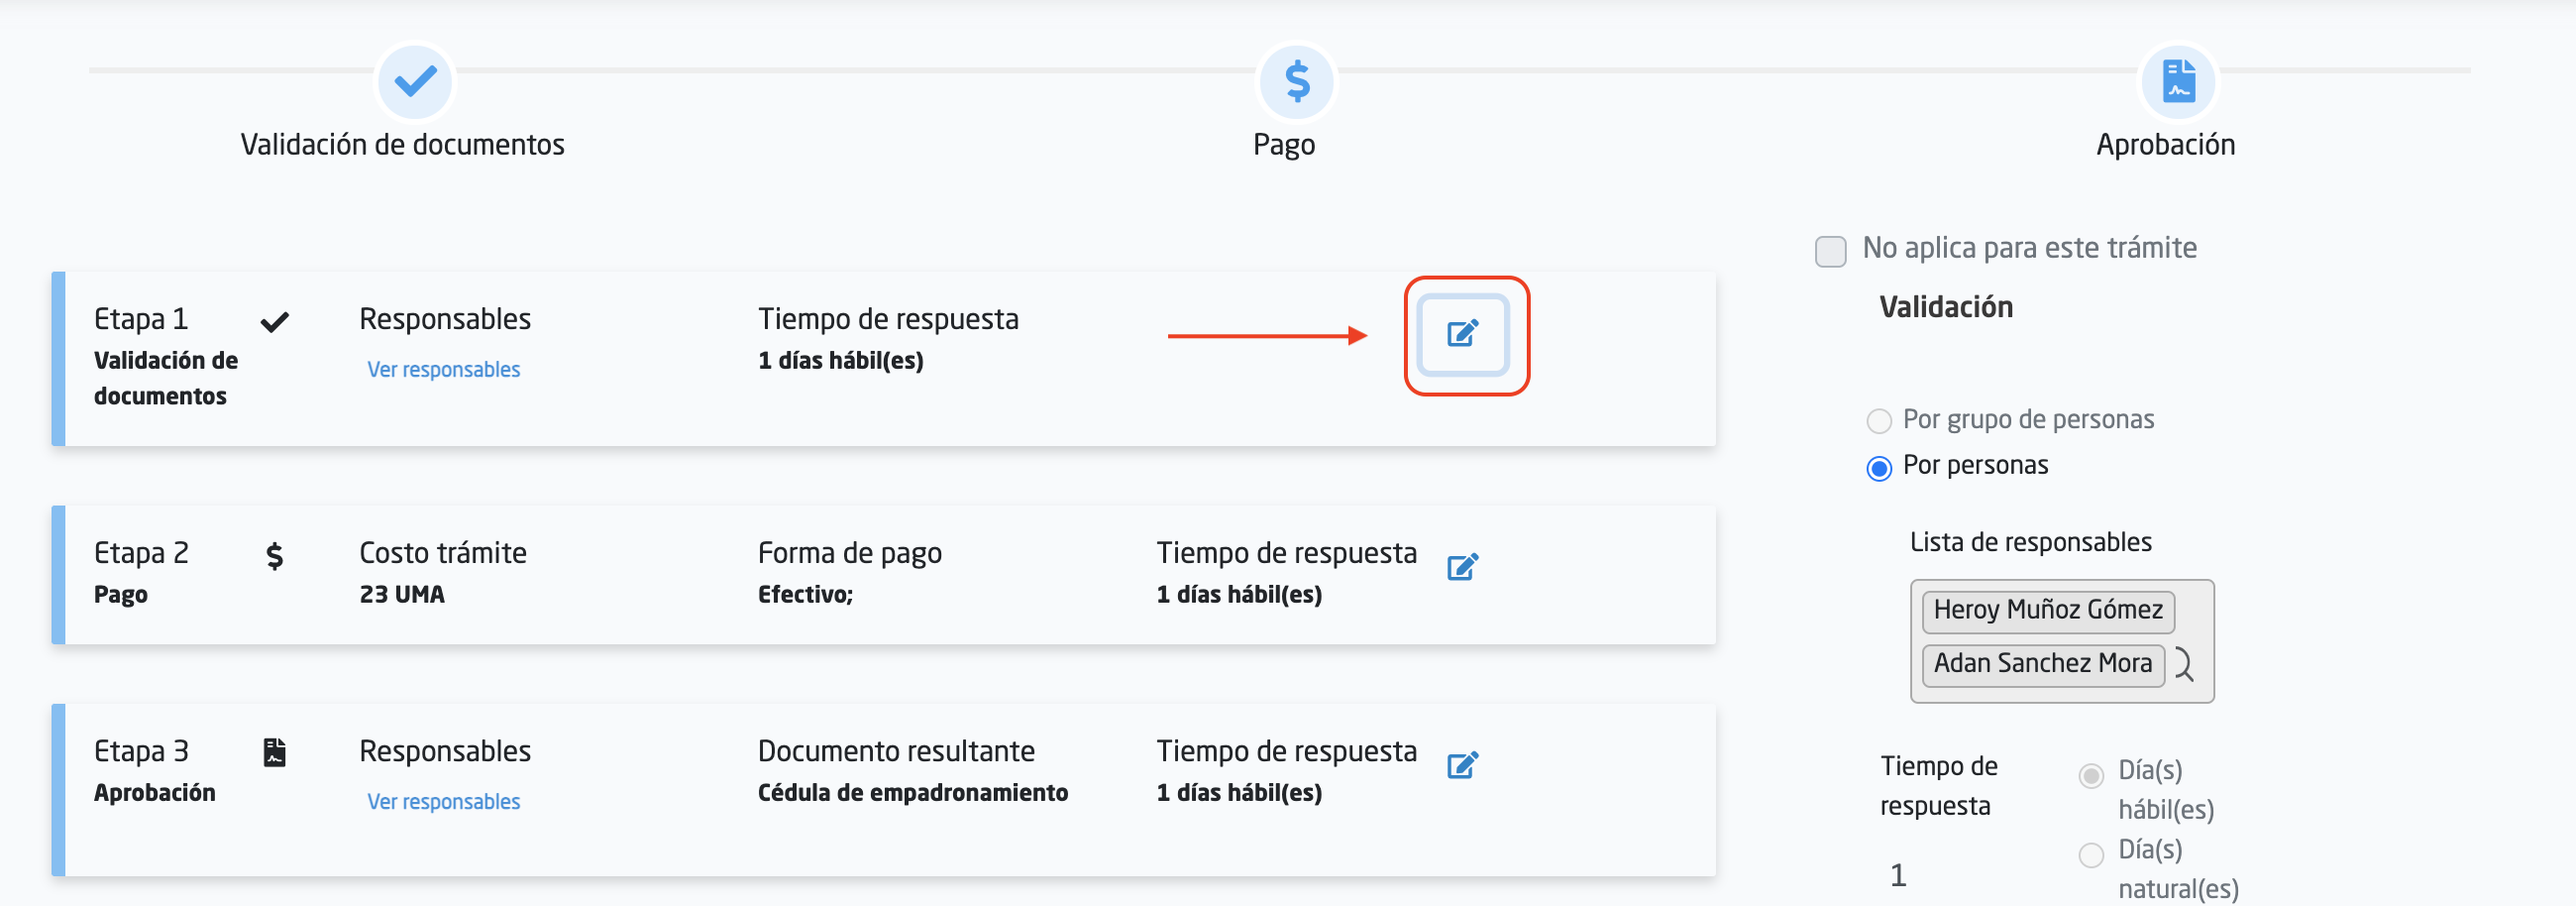 Validación de documentos
Pago
Aprobación
Etapa 1
Validación de
documentos
Responsables
Ver responsables
Tiempo de respuesta
1 días hábil(es)
Etapa 2
Pago
Costo trámite
23 UMA
Forma de pago
Efectivo;
Tiempo de respuesta
1 días hábil(es)
Etapa 3
Aprobación
Responsables
Ver responsables
Documento resultante
Cédula de empadronamiento
Tiempo de respuesta
1 días hábil(es)
No aplica para este trámite
Validación
Por grupo de personas
Por personas
Lista de responsables
Heroy Muñoz Gómez
Adan Sanchez Mora
Tiempo de
respuesta
1
Día(s)
hábil(es)
Día(s)
natural(es)